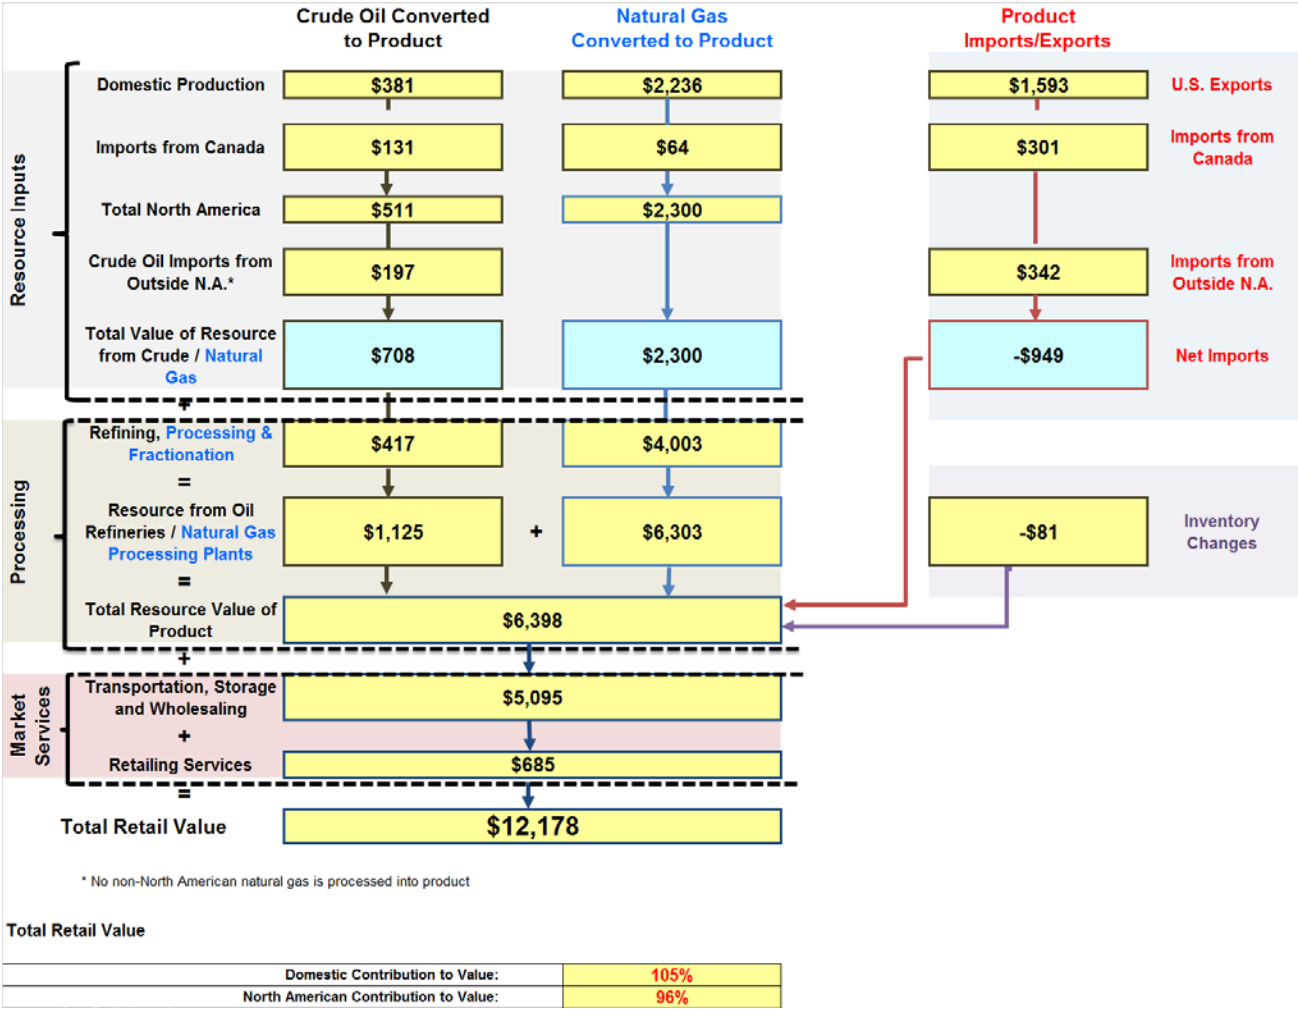 Crude Oil Converted
to Product
Natural Gas
Converted to Product
Product
Imports/Exports
Resource Inputs
Domestic Production
$381
$2,236
$1,593
U.S. Exports
Imports from Canada
$131
$64
$301
Imports from
Canada
Total North America
$511
$2,300
Crude Oil Imports from
Outside N.A.*
$197
$342
Imports from
Outside N.A.
Total Value of Resource
from Crude / Natural
Gas
$708
$2,300
-$949
Net Imports
+
Processing
Refining, Processing &
Fractionation
$417
$4,003
=
Resource from Oil
Refineries / Natural Gas
Processing Plants
$1,125
+
$6,303
-$81
Inventory
Changes
=
Total Resource Value of
Product
$6,398
+
Market
Services
Transportation, Storage
and Wholesaling
$5,095
+
Retailing Services
$685
=
Total Retail Value
$12,178
* No non-North American natural gas is processed into product
Total Retail Value
Domestic Contribution to Value:
105%
North American Contribution to Value:
96%